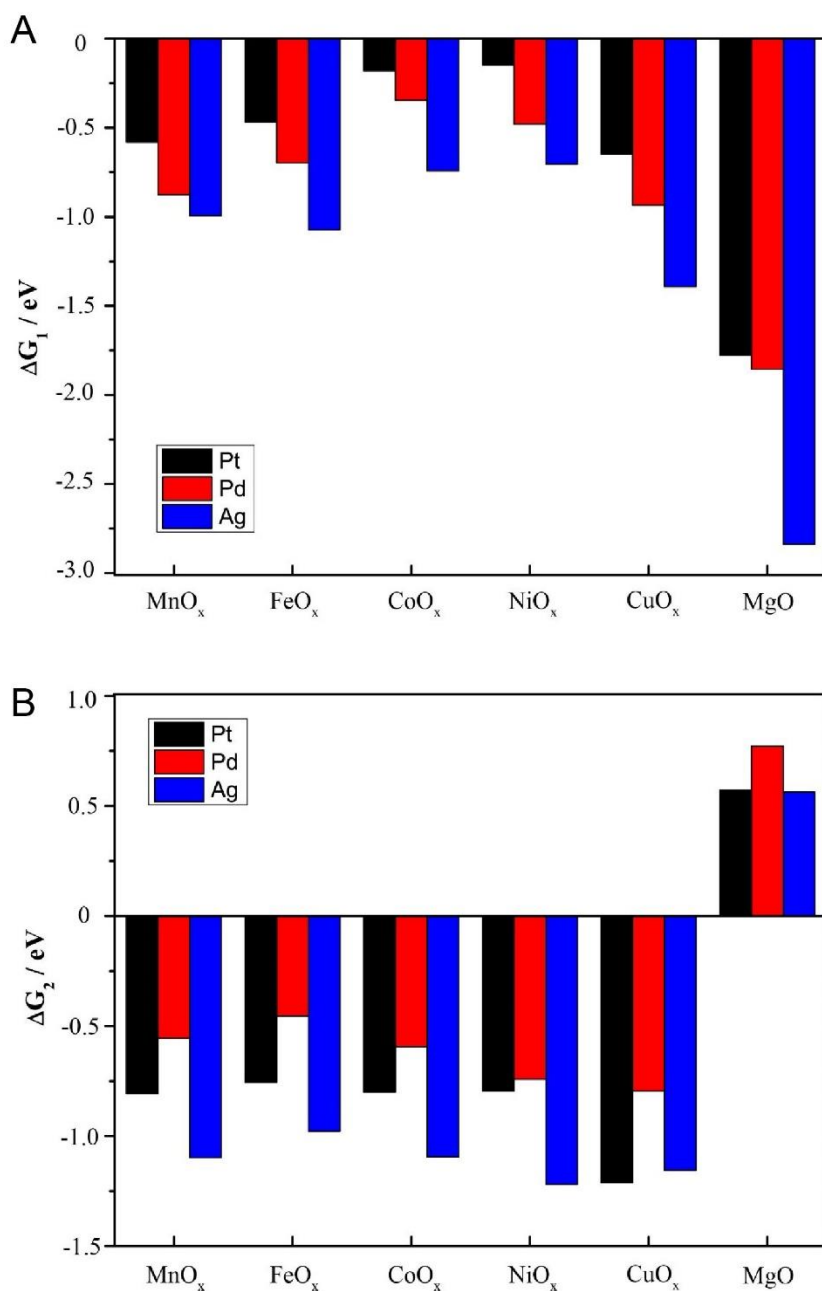 A
0
-0.5
-1.0
-1.5
-2.0
-2.5
-3.0
ΔG₁ / eV
Pt
Pd
Ag
MnOₓ FeOₓ CoOₓ NiOₓ CuOₓ MgO
B
1.0
0.5
0
-0.5
-1.0
-1.5
ΔG₂ / eV
Pt
Pd
Ag
MnOₓ FeOₓ CoOₓ NiOₓ CuOₓ MgO